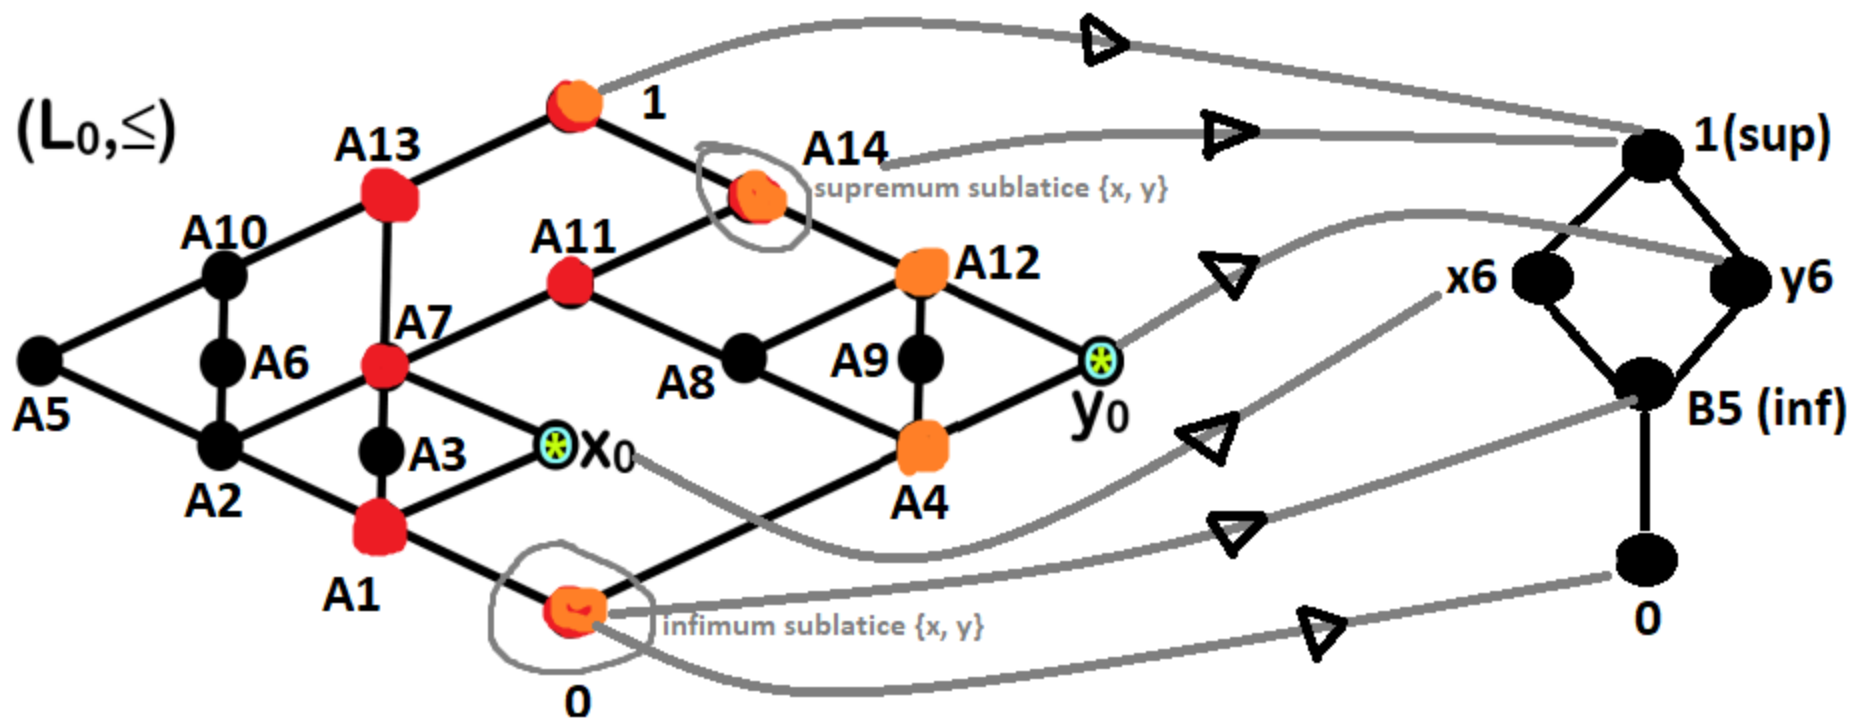 (L₀,≤)
1
A13
A14
1(sup)
supremum sublatice {x, y}
A10
A11
A12
x6
y6
A7
A6
A8
A9
A5
y₀
B5 (inf)
A3
x₀
A2
A4
A1
infimum sublatice {x, y}
0
0